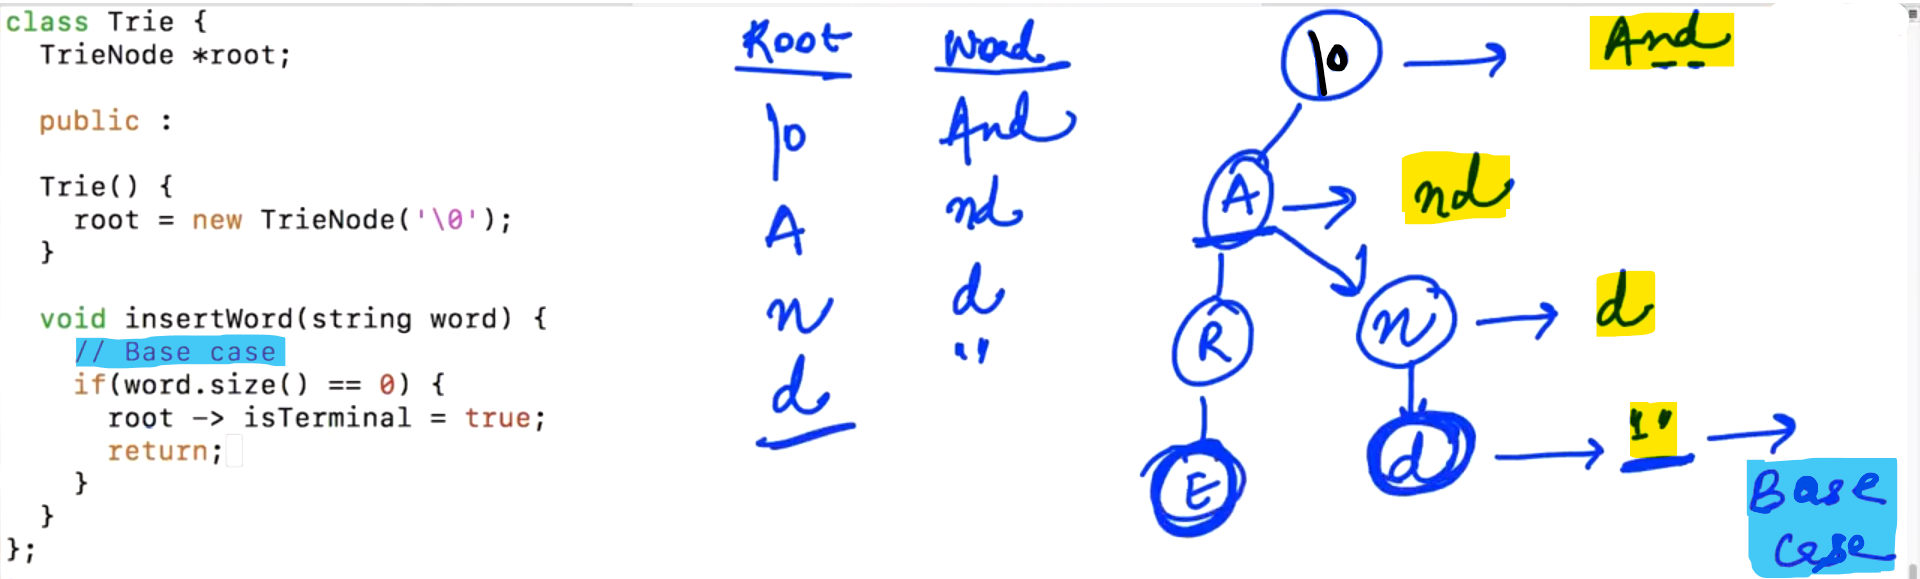 class Trie {
TrieNode *root;
public :
Trie() {
root = new TrieNode('\0');
}
void insertWord(string word) {
// Base case
if(word.size() == 0) {
root -> isTerminal = true;
return;
}
}
};
Root Word
\0 And
A nd
n d
d ""
\0 And
A nd
R n d
E d "" Base
case